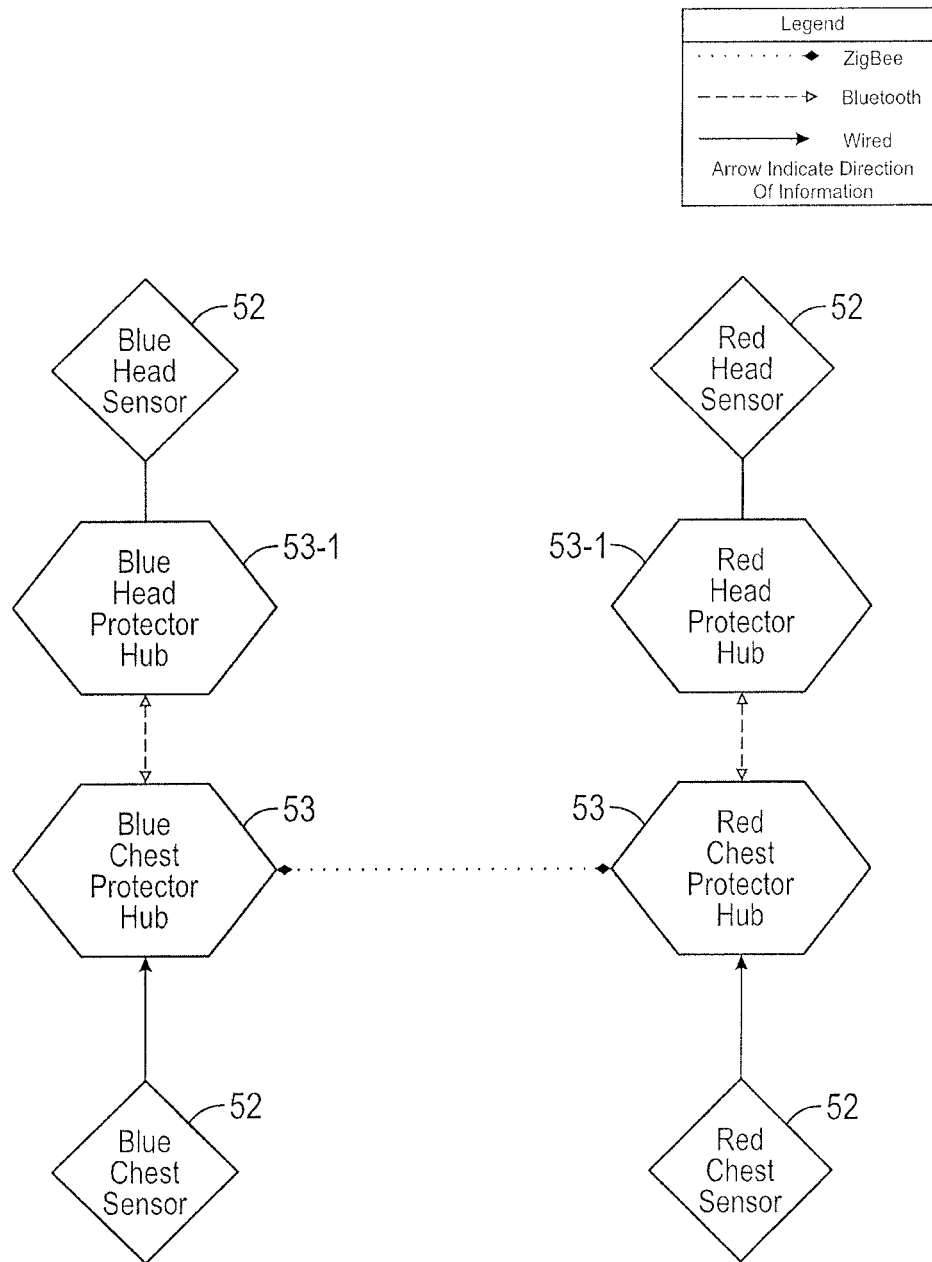 Legend
ZigBee
Bluetooth
Wired
Arrow Indicate Direction
Of Information
52
Blue
Head
Sensor
52
Red
Head
Sensor
53-1
Blue
Head
Protector
Hub
53-1
Red
Head
Protector
Hub
53
Blue
Chest
Protector
Hub
53
Red
Chest
Protector
Hub
52
Blue
Chest
Sensor
52
Red
Chest
Sensor